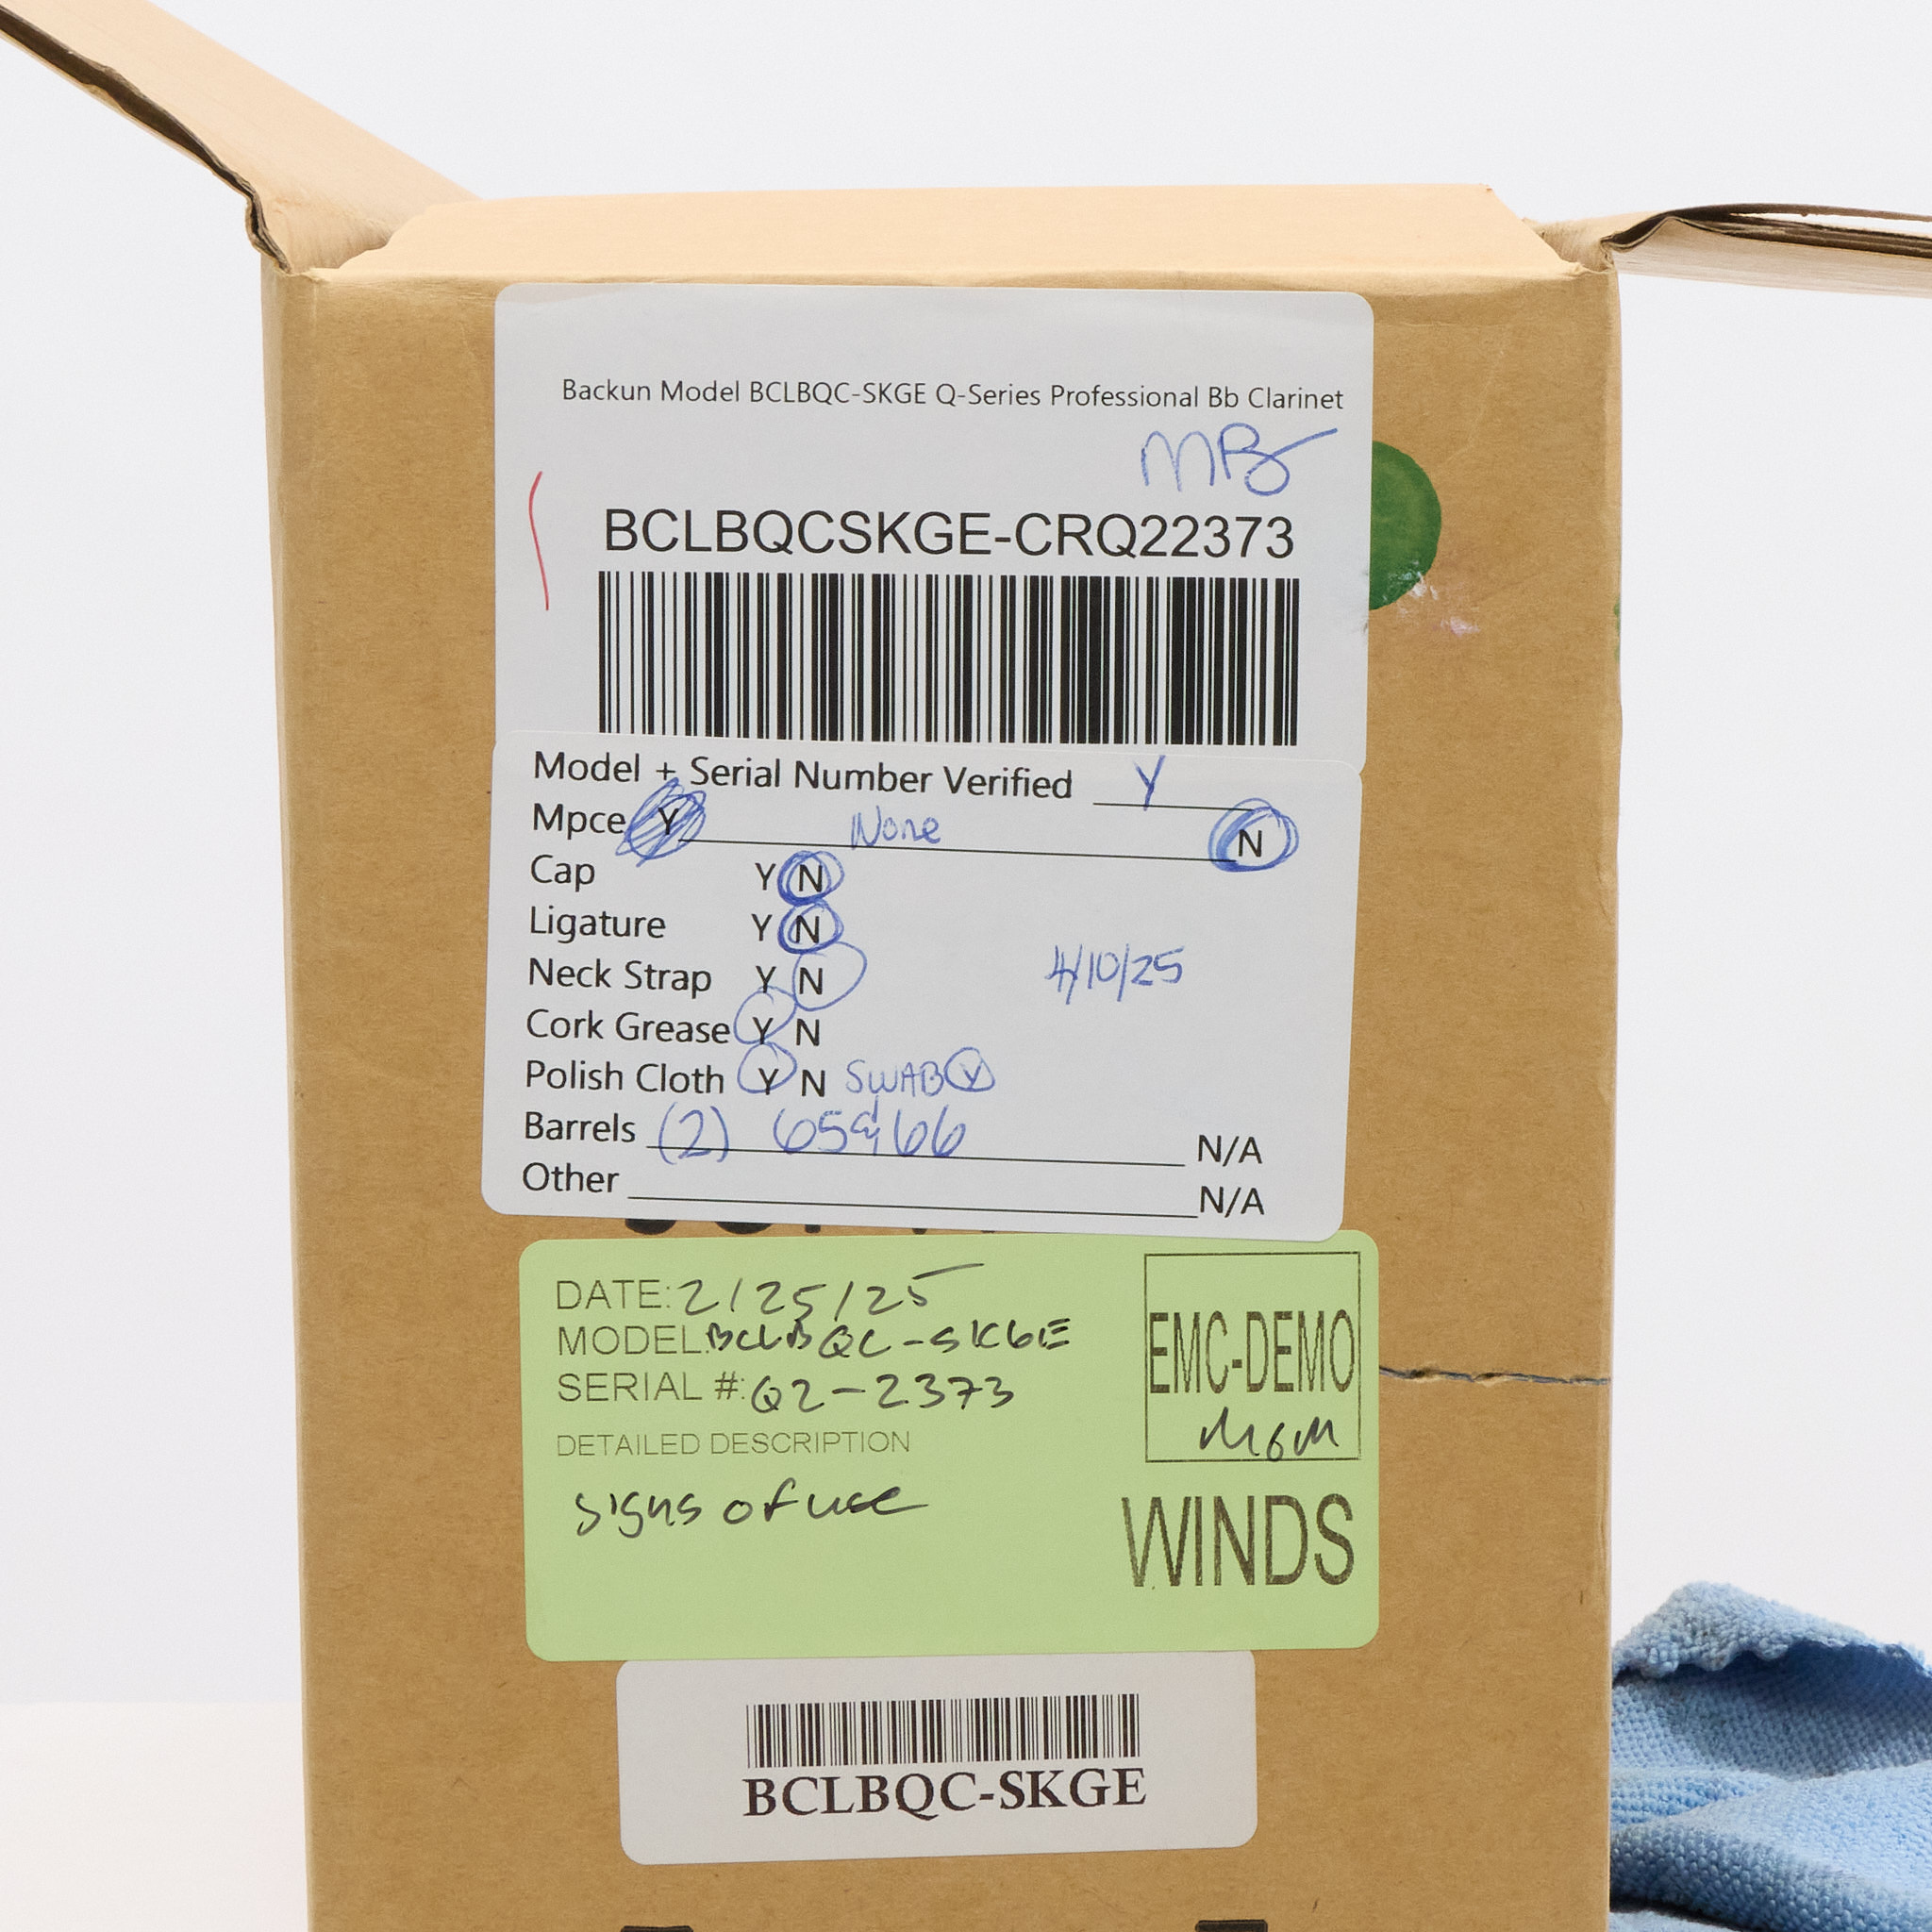 Backun Model BCLBQC-SKGE Q-Series Professional Bb Clarinet
MB
BCLBQCSKGE-CRQ22373
Model + Serial Number Verified Y
Mpce Y None N
Cap Y N
Ligature Y N
Neck Strap Y N
4/10/25
Cork Grease Y N
Polish Cloth Y N SWAB Y
Barrels (2) 65 & 66 N/A
Other N/A
DATE: 2/25/25
MODEL: BCLBQC-SKGE
SERIAL #: Q2-2373
DETAILED DESCRIPTION
signs of use
EMC-DEMO
WINDS
BCLBQC-SKGE